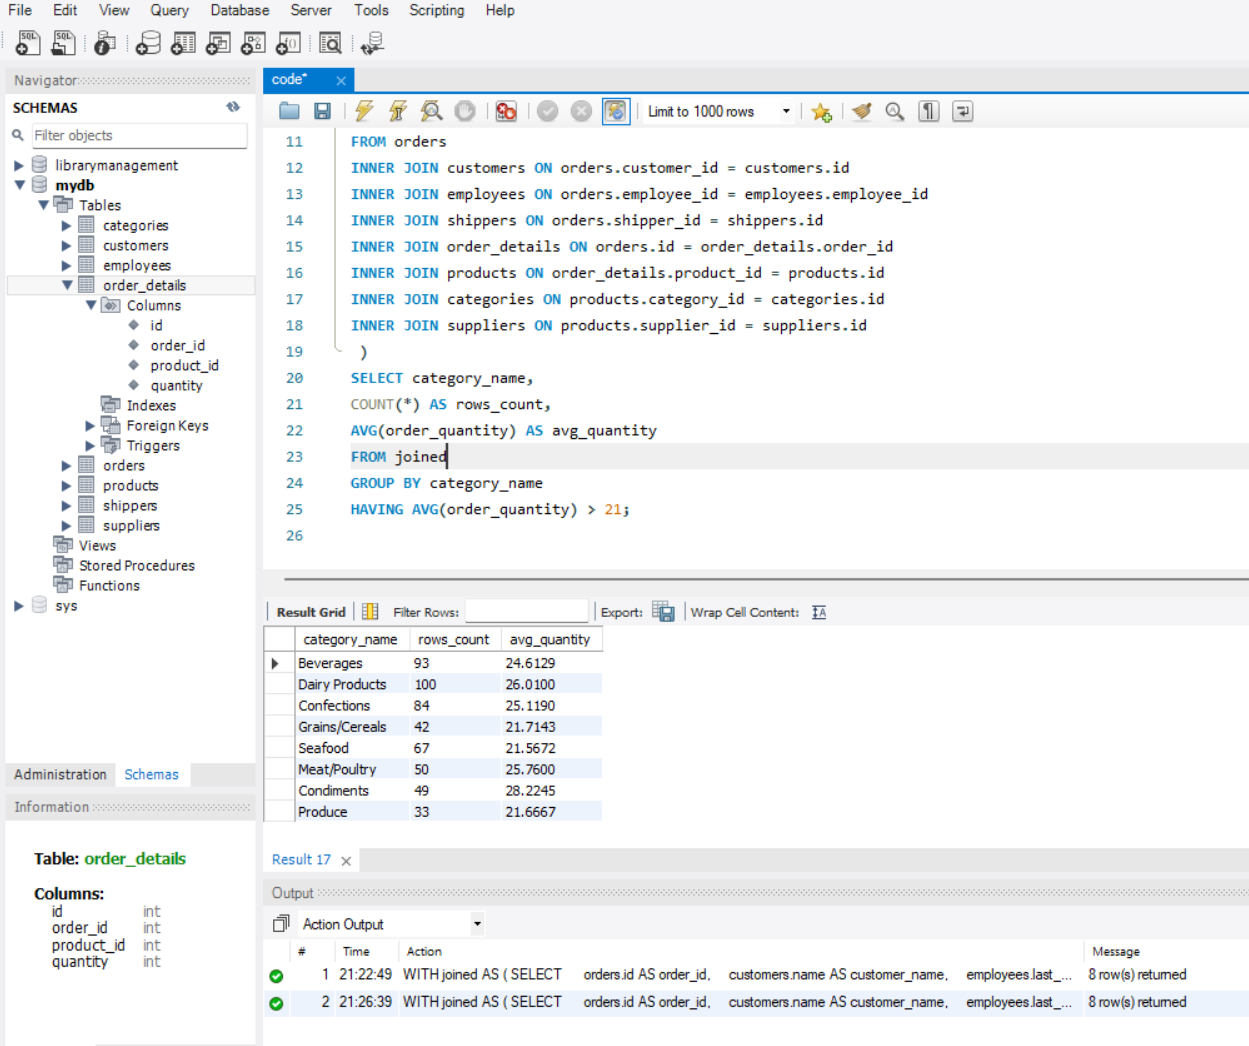 File Edit View Query Database Server Tools Scripting Help
Navigator
code*
SCHEMAS
Filter objects
Limit to 1000 rows
librarymanagement
mydb
Tables
categories
customers
employees
order_details
Columns
id
order_id
product_id
quantity
Indexes
Foreign Keys
Triggers
orders
products
shippers
suppliers
Views
Stored Procedures
Functions
sys
Administration Schemas
Information
Table: order_details
Columns:
id int
order_id int
product_id int
quantity int
11 FROM orders
12 INNER JOIN customers ON orders.customer_id = customers.id
13 INNER JOIN employees ON orders.employee_id = employees.employee_id
14 INNER JOIN shippers ON orders.shipper_id = shippers.id
15 INNER JOIN order_details ON orders.id = order_details.order_id
16 INNER JOIN products ON order_details.product_id = products.id
17 INNER JOIN categories ON products.category_id = categories.id
18 INNER JOIN suppliers ON products.supplier_id = suppliers.id
19 )
20 SELECT category_name,
21 COUNT(*) AS rows_count,
22 AVG(order_quantity) AS avg_quantity
23 FROM joined
24 GROUP BY category_name
25 HAVING AVG(order_quantity) > 21;
26
Result Grid Filter Rows: Export: Wrap Cell Content: IA
category_name rows_count avg_quantity
Beverages 93 24.6129
Dairy Products 100 26.0100
Confections 84 25.1190
Grains/Cereals 42 21.7143
Seafood 67 21.5672
Meat/Poultry 50 25.7600
Condiments 49 28.2245
Produce 33 21.6667
Result 17
Output
Action Output
# Time Action Message
1 21:22:49 WITH joined AS ( SELECT orders.id AS order_id, customers.name AS customer_name, employees.last_... 8 row(s) returned
2 21:26:39 WITH joined AS ( SELECT orders.id AS order_id, customers.name AS customer_name, employees.last_... 8 row(s) returned